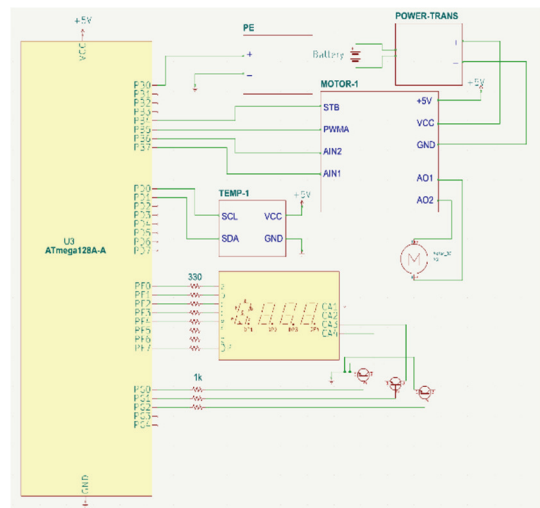 +5V
VCC
PB0
PB1
PB2
PB3
PB4
PB5
PB6
PB7
PD0
PD1
PD2
PD3
PD4
PD5
PD6
PD7
U3
ATmega128A-A
PF0
PF1
PF2
PF3
PF4
PF5
PF6
PF7
PG0
PG1
PG2
PG3
PG4
GND
PE
+
−
Battery
POWER-TRANS
+
−
MOTOR-1
STB
PWMA
AIN2
AIN1
+5V
VCC
GND
AO1
AO2
+5V
M
TEMP-1
SCL
SDA
VCC
GND
+5V
330
CA1
CA2
CA3
CA4
1k